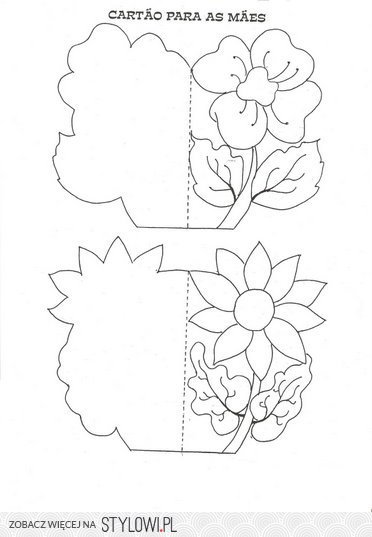 CARTÃO PARA AS MÃES
ZOBACZ WIĘCEJ NA STYLOWI.PL